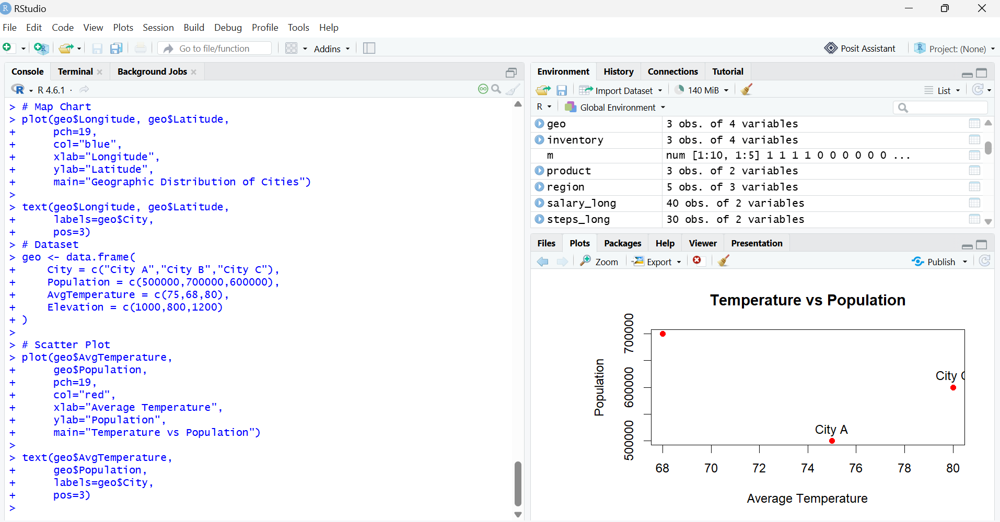 RStudio
File Edit Code View Plots Session Build Debug Profile Tools Help
Go to file/function Addins Posit Assistant Project: (None)
Console Terminal Background Jobs
R 4.6.1 ·
> # Map Chart
> plot(geo$Longitude, geo$Latitude,
+      pch=19,
+      col="blue",
+      xlab="Longitude",
+      ylab="Latitude",
+      main="Geographic Distribution of Cities")
>
> text(geo$Longitude, geo$Latitude,
+      labels=geo$City,
+      pos=3)
> # Dataset
> geo <- data.frame(
+     City = c("City A","City B","City C"),
+     Population = c(500000,700000,600000),
+     AvgTemperature = c(75,68,80),
+     Elevation = c(1000,800,1200)
+ )
>
> # Scatter Plot
> plot(geo$AvgTemperature,
+      geo$Population,
+      pch=19,
+      col="red",
+      xlab="Average Temperature",
+      ylab="Population",
+      main="Temperature vs Population")
>
> text(geo$AvgTemperature,
+      geo$Population,
+      labels=geo$City,
+      pos=3)
>
Environment History Connections Tutorial
Import Dataset 140 MiB List
R Global Environment
geo 3 obs. of 4 variables
inventory 3 obs. of 4 variables
m num [1:10, 1:5] 1 1 1 1 0 0 0 0 0 0 ...
product 3 obs. of 2 variables
region 5 obs. of 3 variables
salary_long 40 obs. of 2 variables
steps_long 30 obs. of 2 variables
Files Plots Packages Help Viewer Presentation
Zoom Export Publish
Temperature vs Population
Population
700000
600000
500000
City C
City A
68 70 72 74 76 78 80
Average Temperature